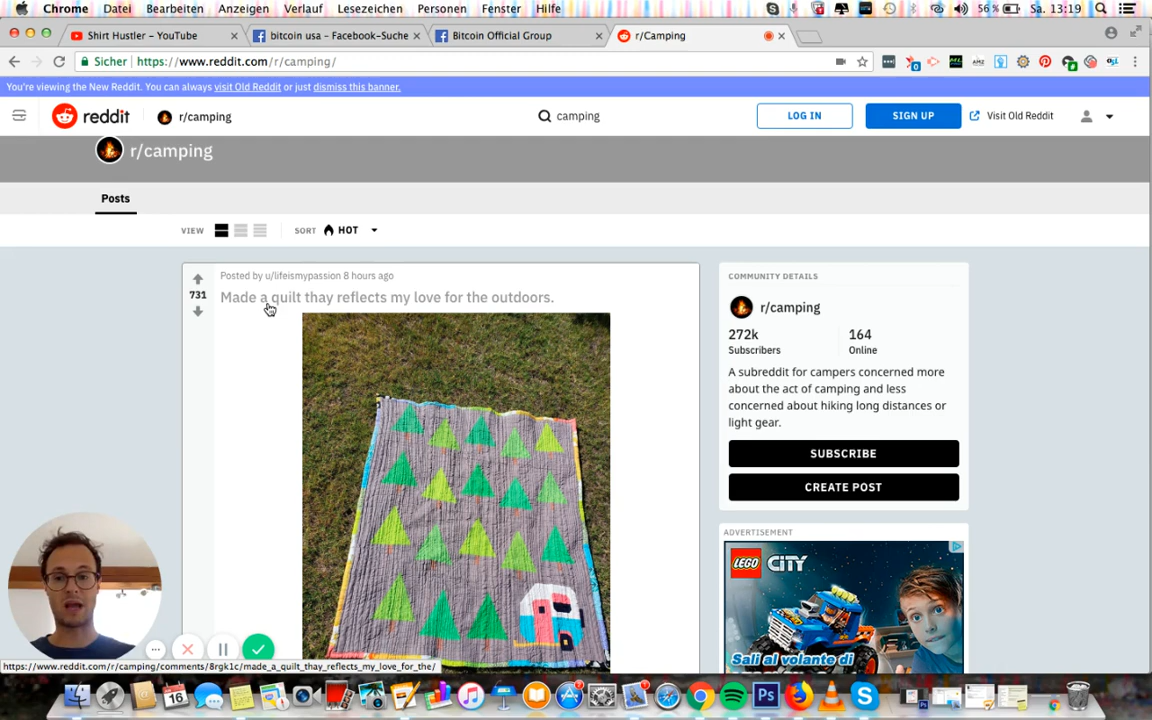 Chrome Datei Bearbeiten Anzeigen Verlauf Lesezeichen Personen Fenster Hilfe 56 % Sa. 13:19
Shirt Hustler – YouTube bitcoin usa – Facebook-Suche Bitcoin Official Group r/Camping
Sicher https://www.reddit.com/r/camping/
You're viewing the New Reddit. You can always visit Old Reddit or just dismiss this banner.
reddit r/camping camping LOG IN SIGN UP Visit Old Reddit
r/camping
Posts
VIEW SORT HOT
Posted by u/lifeismypassion 8 hours ago
731
Made a quilt thay reflects my love for the outdoors.
COMMUNITY DETAILS
r/camping
272k 164
Subscribers Online
A subreddit for campers concerned more
about the act of camping and less
concerned about hiking long distances or
light gear.
SUBSCRIBE
CREATE POST
ADVERTISEMENT
LEGO CITY
Sali al volante di
https://www.reddit.com/r/camping/comments/8rgk1c/made_a_quilt_thay_reflects_my_love_for_the/
16
Ps